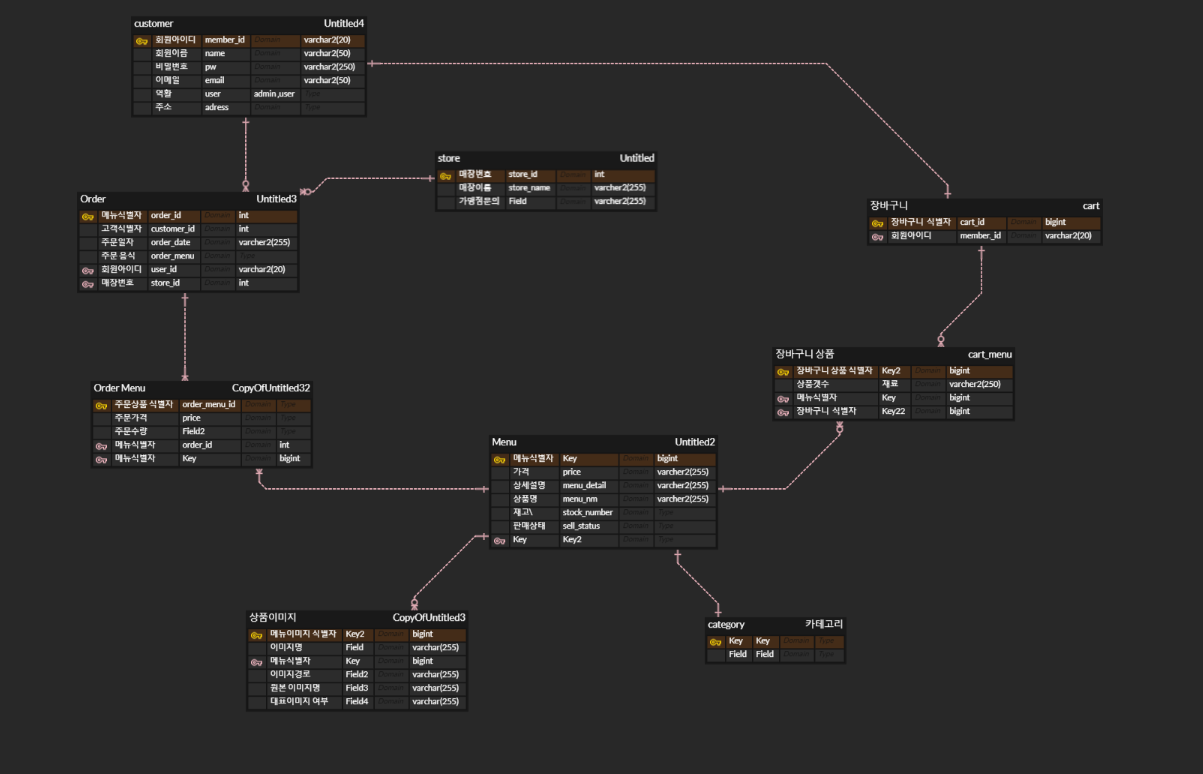 customer Untitled4
회원아이디 member_id Domain varchar2(20)
회원이름 name Domain varchar2(50)
비밀번호 pw Domain varchar2(250)
이메일 email Domain varchar2(50)
역활 user admin,user Type
주소 adress Domain Type
store Untitled
매장번호 store_id Domain int
매장이름 store_name Domain varcher2(255)
가맹점문의 Field Domain varchar2(255)
Order Untitled3
메뉴식별자 order_id Domain int
고객식별자 customer_id Domain int
주문일자 order_date Domain varcher2(255)
주문 음식 order_menu Domain Type
회원아이디 user_id Domain varchar2(20)
매장번호 store_id Domain int
장바구니 cart
장바구니 식별자 cart_id Domain bigint
회원아이디 member_id Domain varchar2(20)
장바구니 상품 cart_menu
장바구니 상품 식별자 Key2 Domain bigint
상품갯수 재료 Domain varcher2(250)
메뉴식별자 Key Domain bigint
장바구니 식별자 Key22 Domain bigint
Order Menu CopyOfUntitled32
주문상품 식별자 order_menu_id Domain Type
주문가격 price Domain Type
주문수량 Field2 Domain Type
메뉴식별자 order_id Domain int
메뉴식별자 Key Domain bigint
Menu Untitled2
메뉴식별자 Key Domain bigint
가격 price Domain varcher2(255)
상세설명 menu_detail Domain varcher2(255)
상품명 menu_nm Domain varcher2(255)
재고\ stock_number Domain Type
판매상태 sell_status Domain Type
Key Key2 Domain Type
상품이미지 CopyOfUntitled3
메뉴이미지 식별자 Key2 Domain bigint
이미지명 Field Domain varchar(255)
메뉴식별자 Key Domain bigint
이미지경로 Field2 Domain varchar(255)
원본 이미지명 Field3 Domain varchar(255)
대표이미지 여부 Field4 Domain varchar(255)
category 카테고리
Key Key Domain Type
Field Field Domain Type